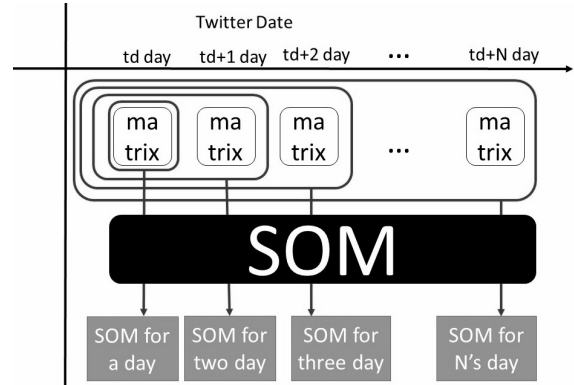 Twitter Date
td day td+1 day td+2 day ... td+N day
ma ma ma ma
trix trix trix ... trix
SOM
SOM for SOM for SOM for SOM for
a day two day three day N's day